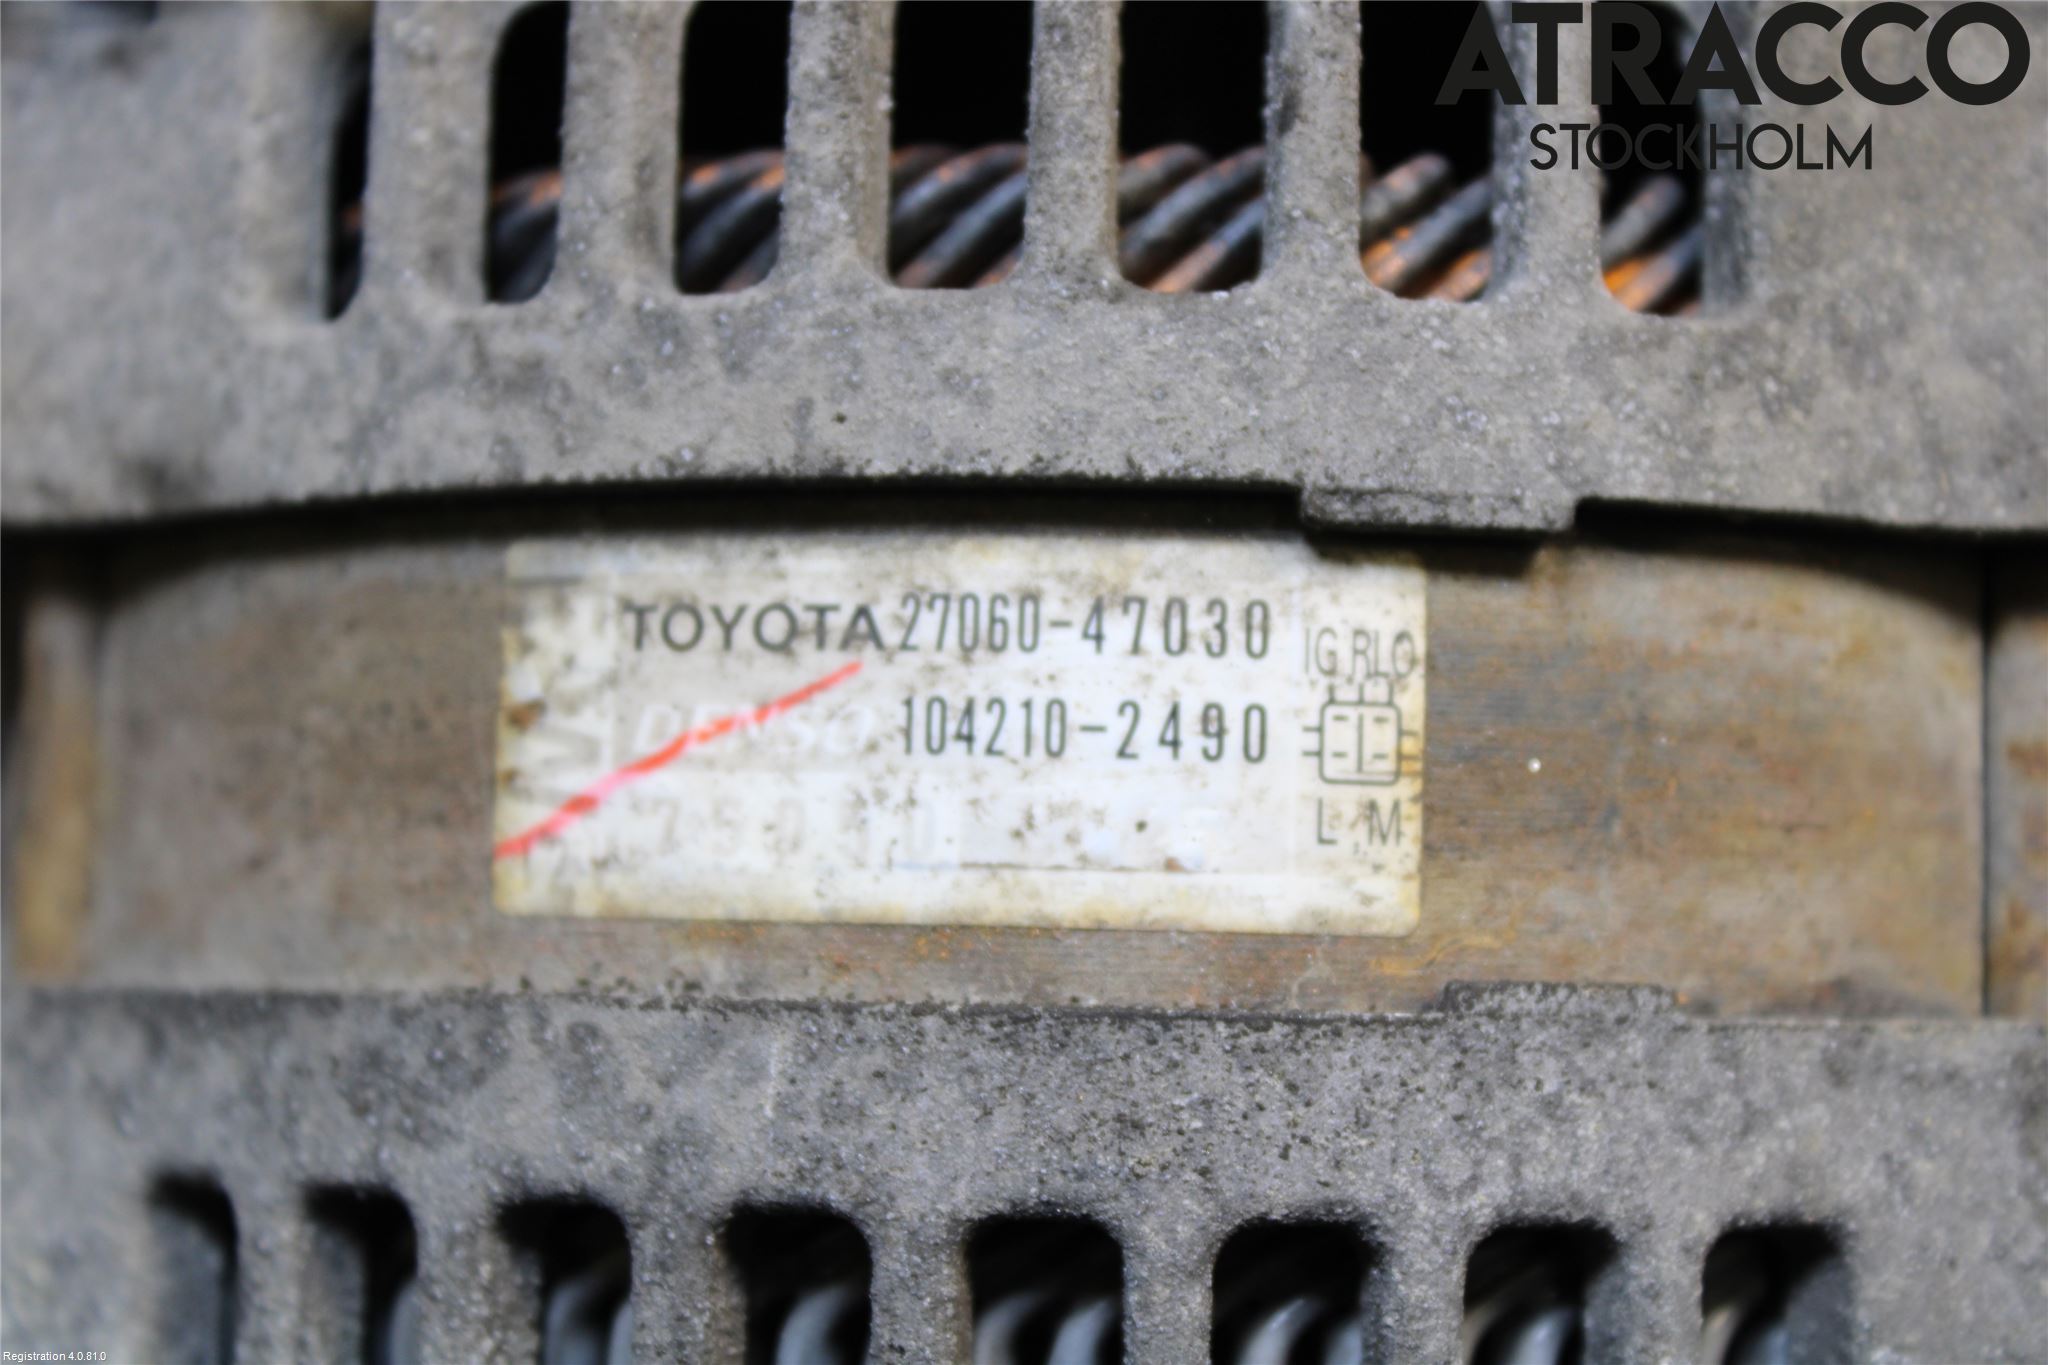 ATRACCO
STOCKHOLM
TOYOTA 27060-47030
IG RLO
DENSO 104210-2490
L M
Registration 4.0.81.0